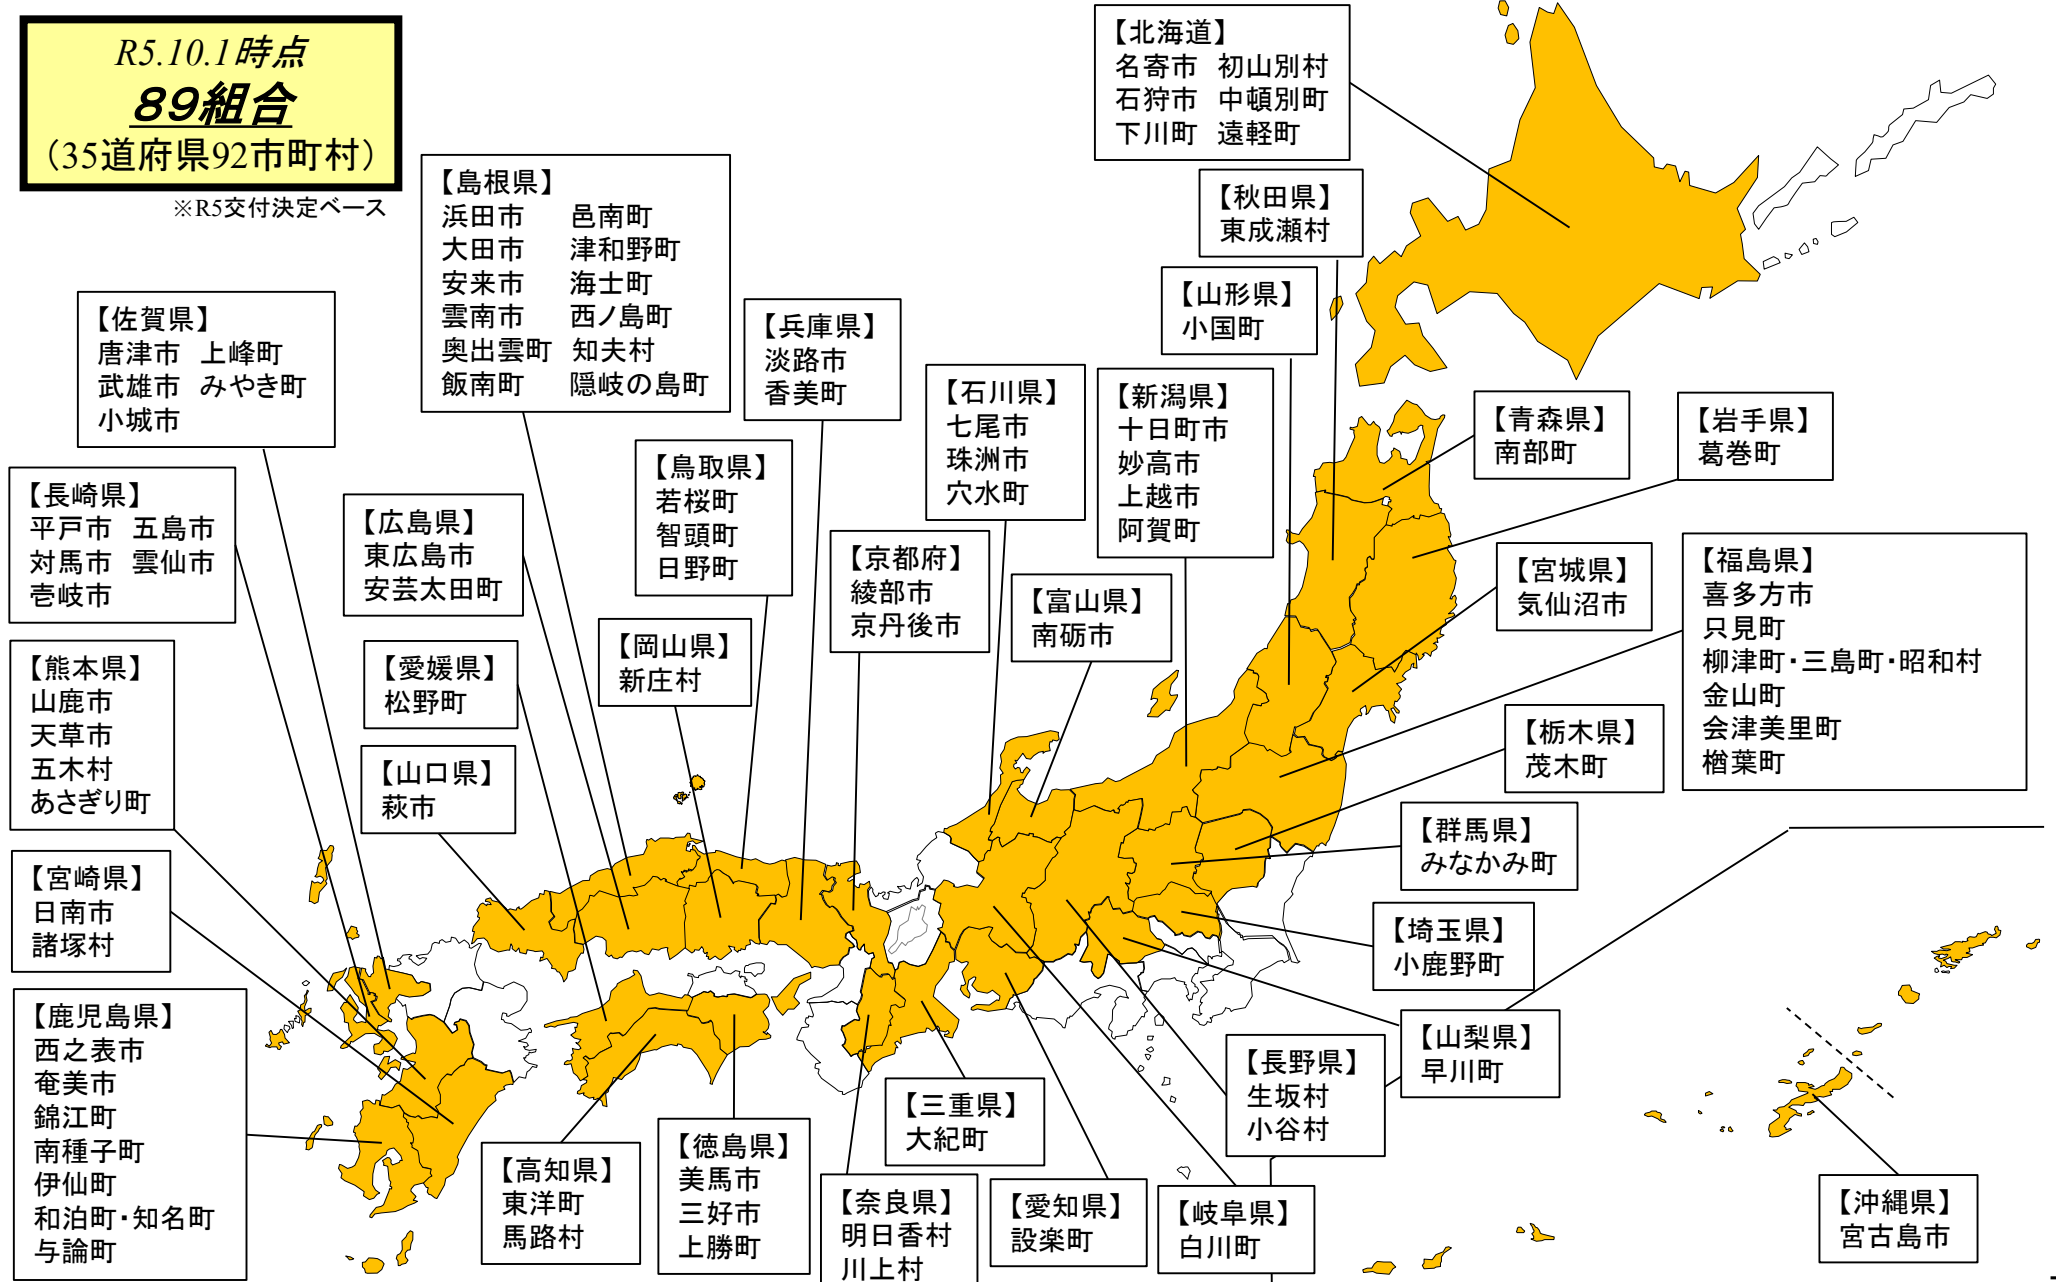 R5.10.1時点
89組合
（35道府県92市町村）
※R5交付決定ベース
【北海道】
名寄市　初山別村
石狩市　中頓別町
下川町　遠軽町
【秋田県】
東成瀬村
【山形県】
小国町
【島根県】
浜田市　邑南町
大田市　津和野町
安来市　海士町
雲南市　西ノ島町
奥出雲町　知夫村
飯南町　隠岐の島町
【佐賀県】
唐津市　上峰町
武雄市　みやき町
小城市
【兵庫県】
淡路市
香美町
【石川県】
七尾市
珠洲市
穴水町
【新潟県】
十日町市
妙高市
上越市
阿賀町
【青森県】
南部町
【岩手県】
葛巻町
【長崎県】
平戸市　五島市
対馬市　雲仙市
壱岐市
【広島県】
東広島市
安芸太田町
【鳥取県】
若桜町
智頭町
日野町
【京都府】
綾部市
京丹後市
【富山県】
南砺市
【宮城県】
気仙沼市
【福島県】
喜多方市
只見町
柳津町・三島町・昭和村
金山町
会津美里町
楢葉町
【熊本県】
山鹿市
天草市
五木村
あさぎり町
【愛媛県】
松野町
【岡山県】
新庄村
【山口県】
萩市
【栃木県】
茂木町
【群馬県】
みなかみ町
【宮崎県】
日南市
諸塚村
【埼玉県】
小鹿野町
【鹿児島県】
西之表市
奄美市
錦江町
南種子町
伊仙町
和泊町・知名町
与論町
【山梨県】
早川町
【長野県】
生坂村
小谷村
【三重県】
大紀町
【高知県】
東洋町
馬路村
【徳島県】
美馬市
三好市
上勝町
【奈良県】
明日香村
川上村
【愛知県】
設楽町
【岐阜県】
白川町
【沖縄県】
宮古島市